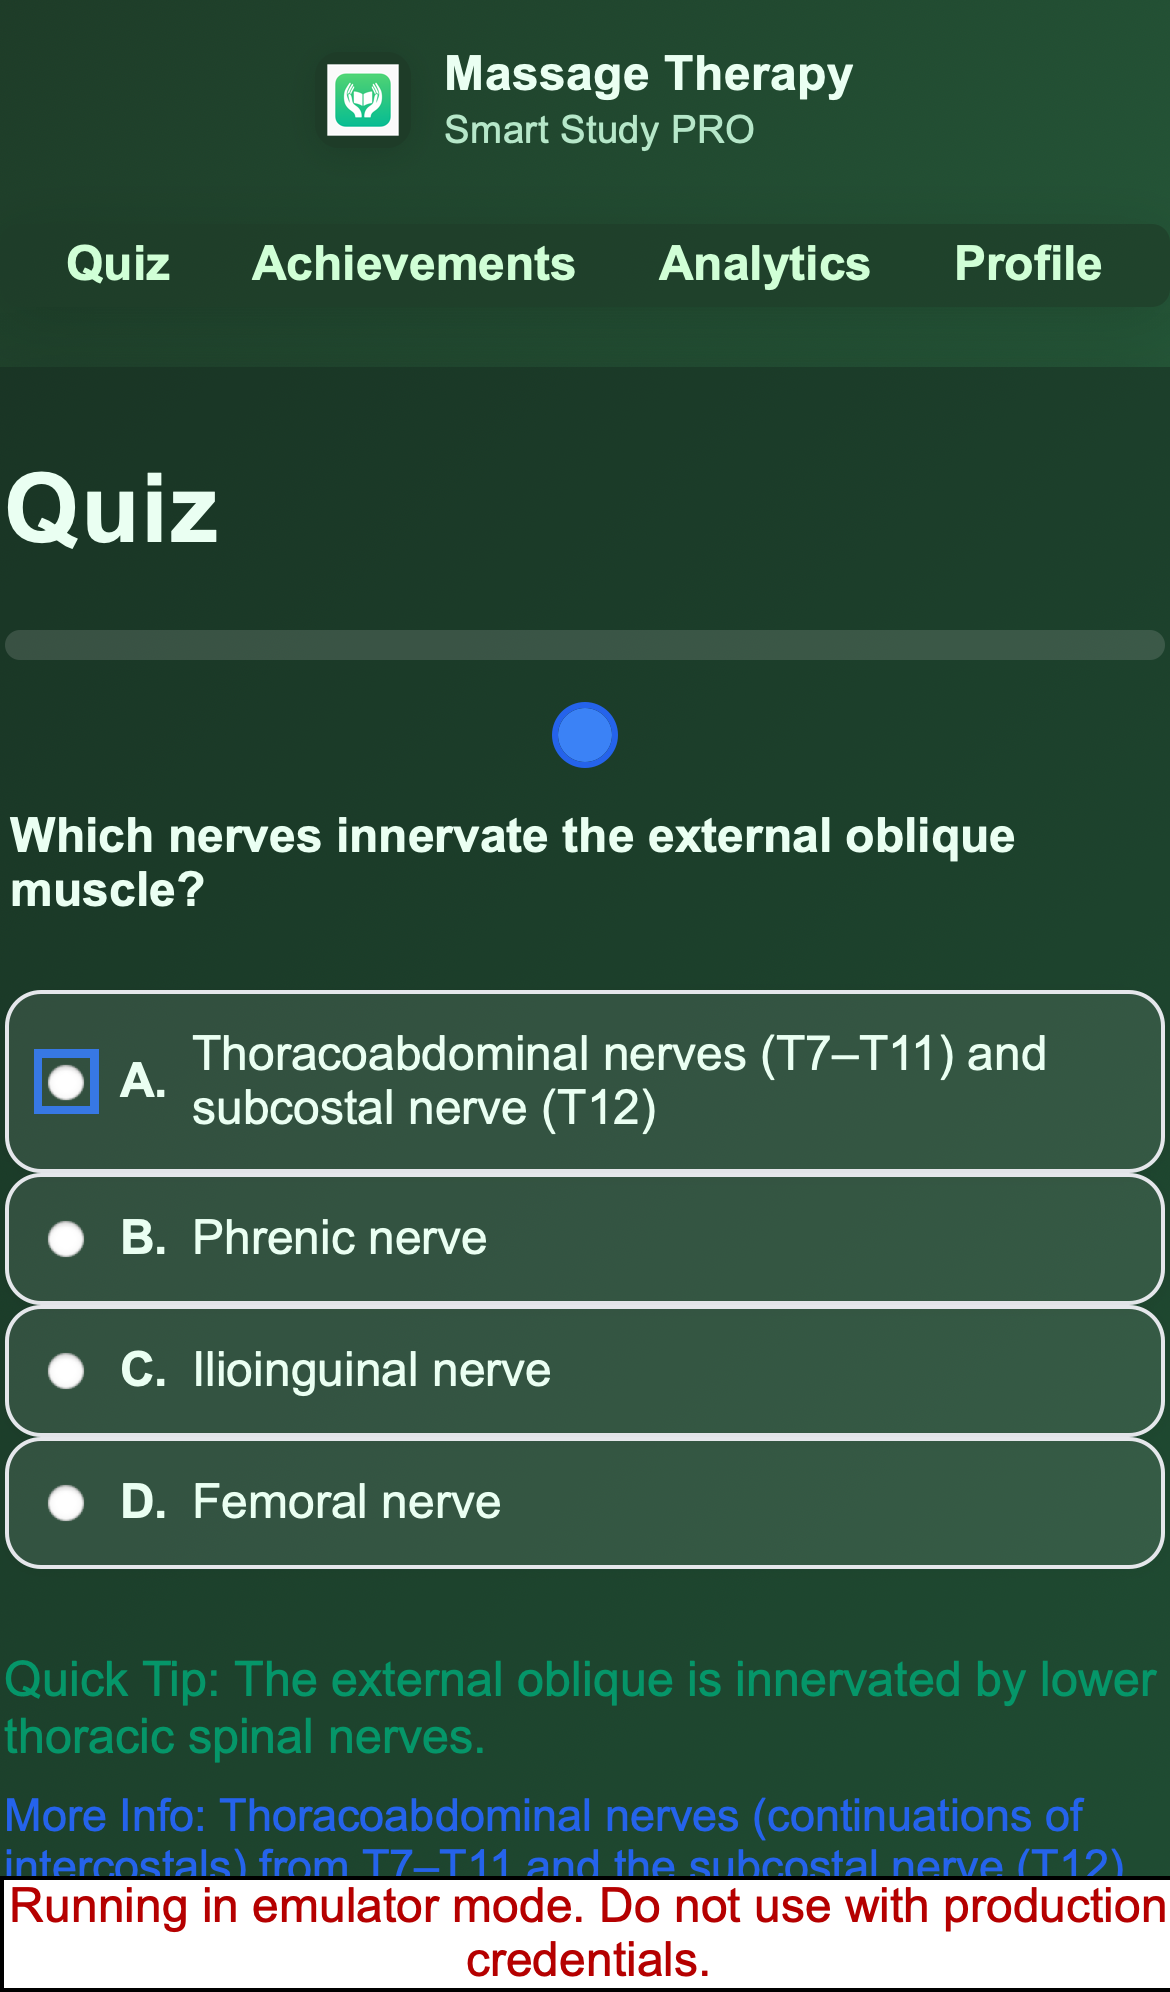 Massage Therapy
Smart Study PRO
Quiz Achievements Analytics Profile
Quiz
Which nerves innervate the external oblique
muscle?
A. Thoracoabdominal nerves (T7–T11) and
subcostal nerve (T12)
B. Phrenic nerve
C. Ilioinguinal nerve
D. Femoral nerve
Quick Tip: The external oblique is innervated by lower
thoracic spinal nerves.
More Info: Thoracoabdominal nerves (continuations of
intercostals) from T7–T11 and the subcostal nerve (T12)
Running in emulator mode. Do not use with production
credentials.